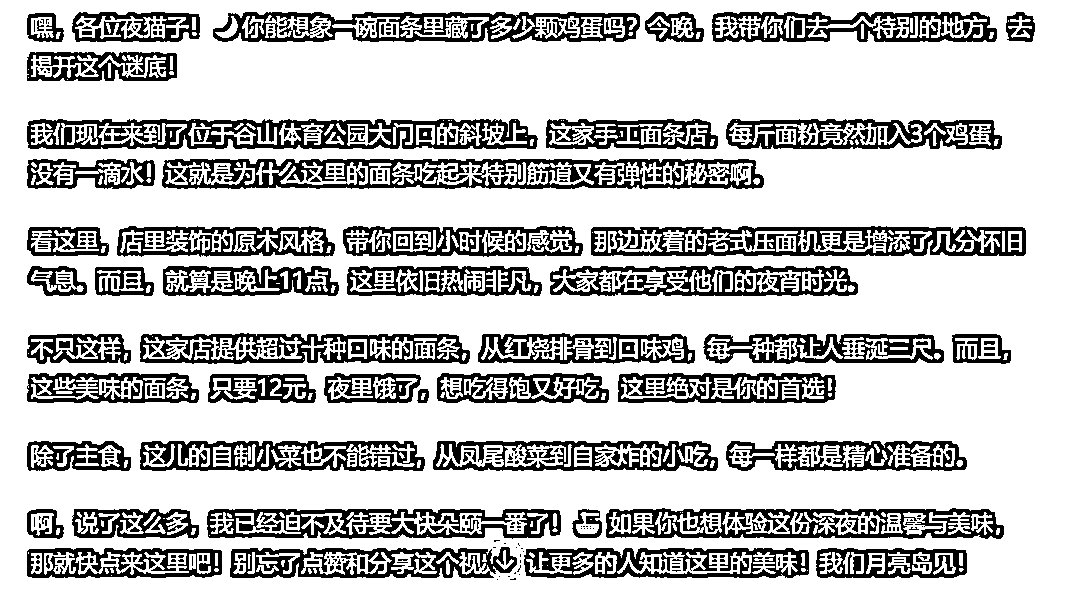 嘿，各位夜猫子！🌙你能想象一碗面条里藏了多少颗鸡蛋吗？今晚，我带你们去一个特别的地方，去
揭开这个谜底！
我们现在来到了位于谷山体育公园大门口的斜坡上，这家手工面条店，每斤面粉竟然加入3个鸡蛋，
没有一滴水！这就是为什么这里的面条吃起来特别筋道又有弹性的秘密啊。
看这里，店里装饰的原木风格，带你回到小时候的感觉，那边放着的老式压面机更是增添了几分怀旧
气息。而且，就算是晚上11点，这里依旧热闹非凡，大家都在享受他们的夜宵时光。
不只这样，这家店提供超过十种口味的面条，从红烧排骨到口味鸡，每一种都让人垂涎三尺。而且，
这些美味的面条，只要12元，夜里饿了，想吃得饱又好吃，这里绝对是你的首选！
除了主食，这儿的自制小菜也不能错过，从凤尾酸菜到自家炸的小吃，每一样都是精心准备的。
啊，说了这么多，我已经迫不及待要大快朵颐一番了！🍜 如果你也想体验这份深夜的温馨与美味，
那就快点来这里吧！别忘了点赞和分享这个视 让更多的人知道这里的美味！我们月亮岛见！